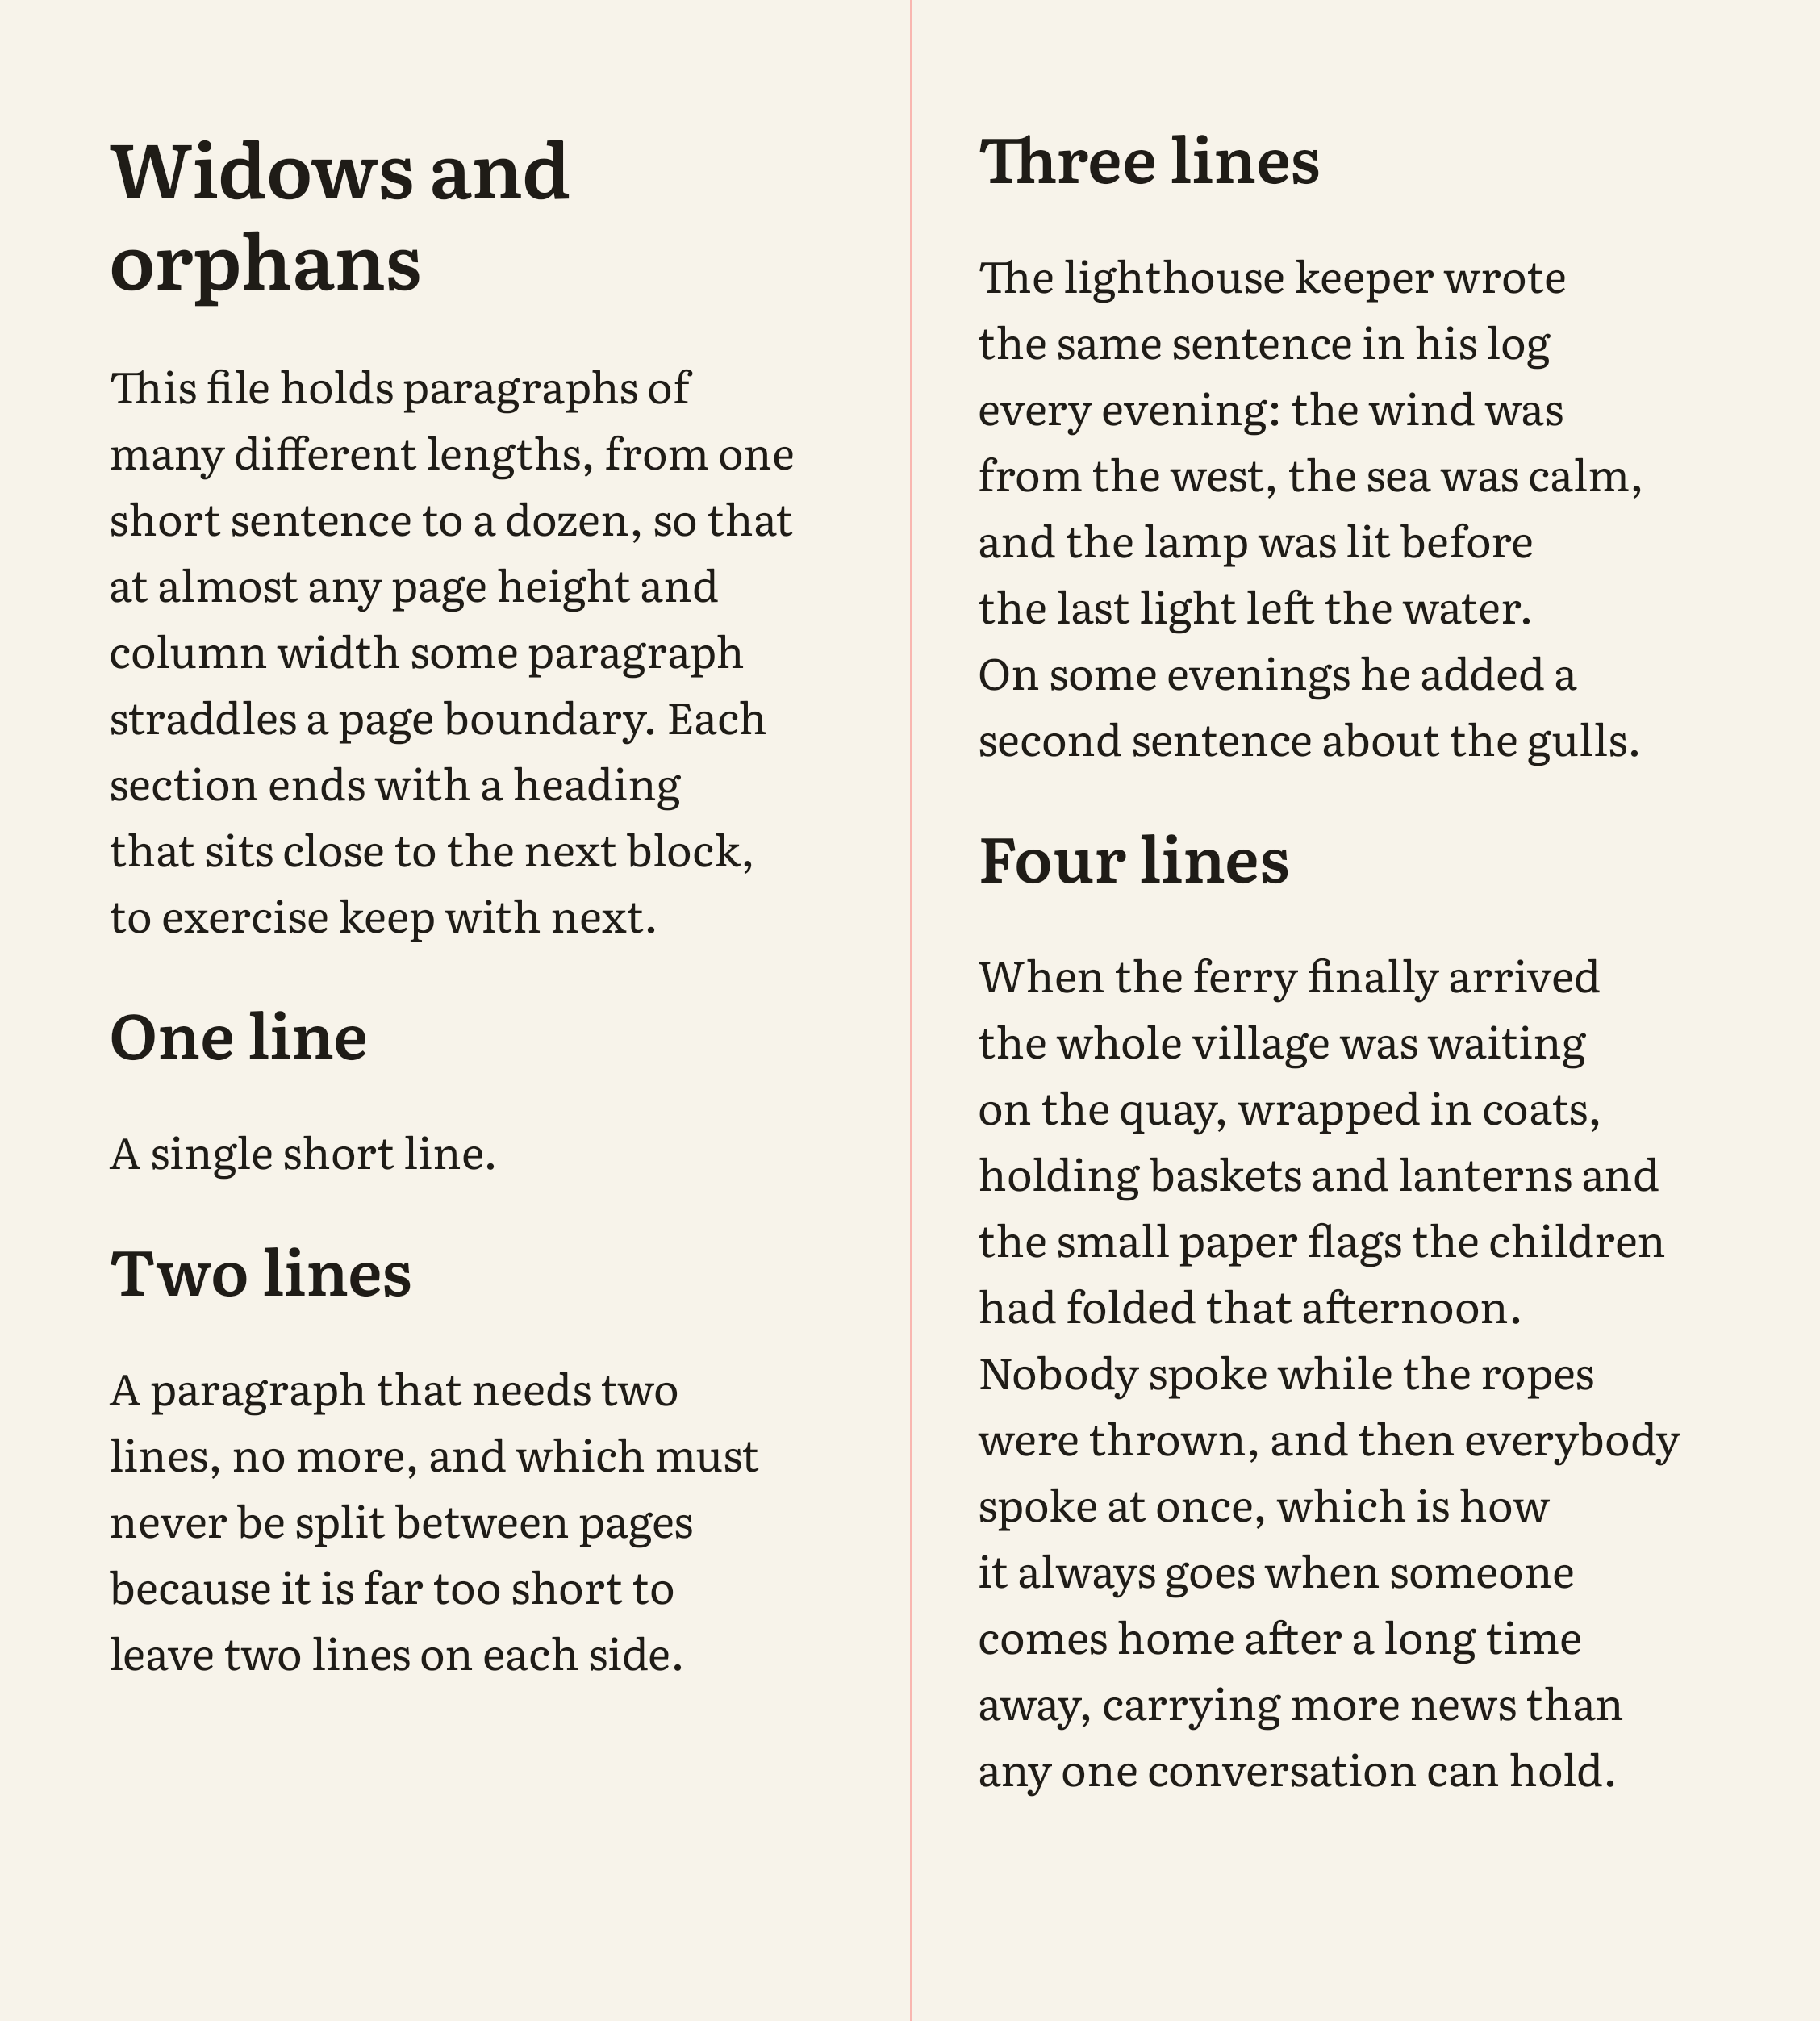 Widows and
orphans
This file holds paragraphs of
many different lengths, from one
short sentence to a dozen, so that
at almost any page height and
column width some paragraph
straddles a page boundary. Each
section ends with a heading
that sits close to the next block,
to exercise keep with next.
One line
A single short line.
Two lines
A paragraph that needs two
lines, no more, and which must
never be split between pages
because it is far too short to
leave two lines on each side.
Three lines
The lighthouse keeper wrote
the same sentence in his log
every evening: the wind was
from the west, the sea was calm,
and the lamp was lit before
the last light left the water.
On some evenings he added a
second sentence about the gulls.
Four lines
When the ferry finally arrived
the whole village was waiting
on the quay, wrapped in coats,
holding baskets and lanterns and
the small paper flags the children
had folded that afternoon.
Nobody spoke while the ropes
were thrown, and then everybody
spoke at once, which is how
it always goes when someone
comes home after a long time
away, carrying more news than
any one conversation can hold.